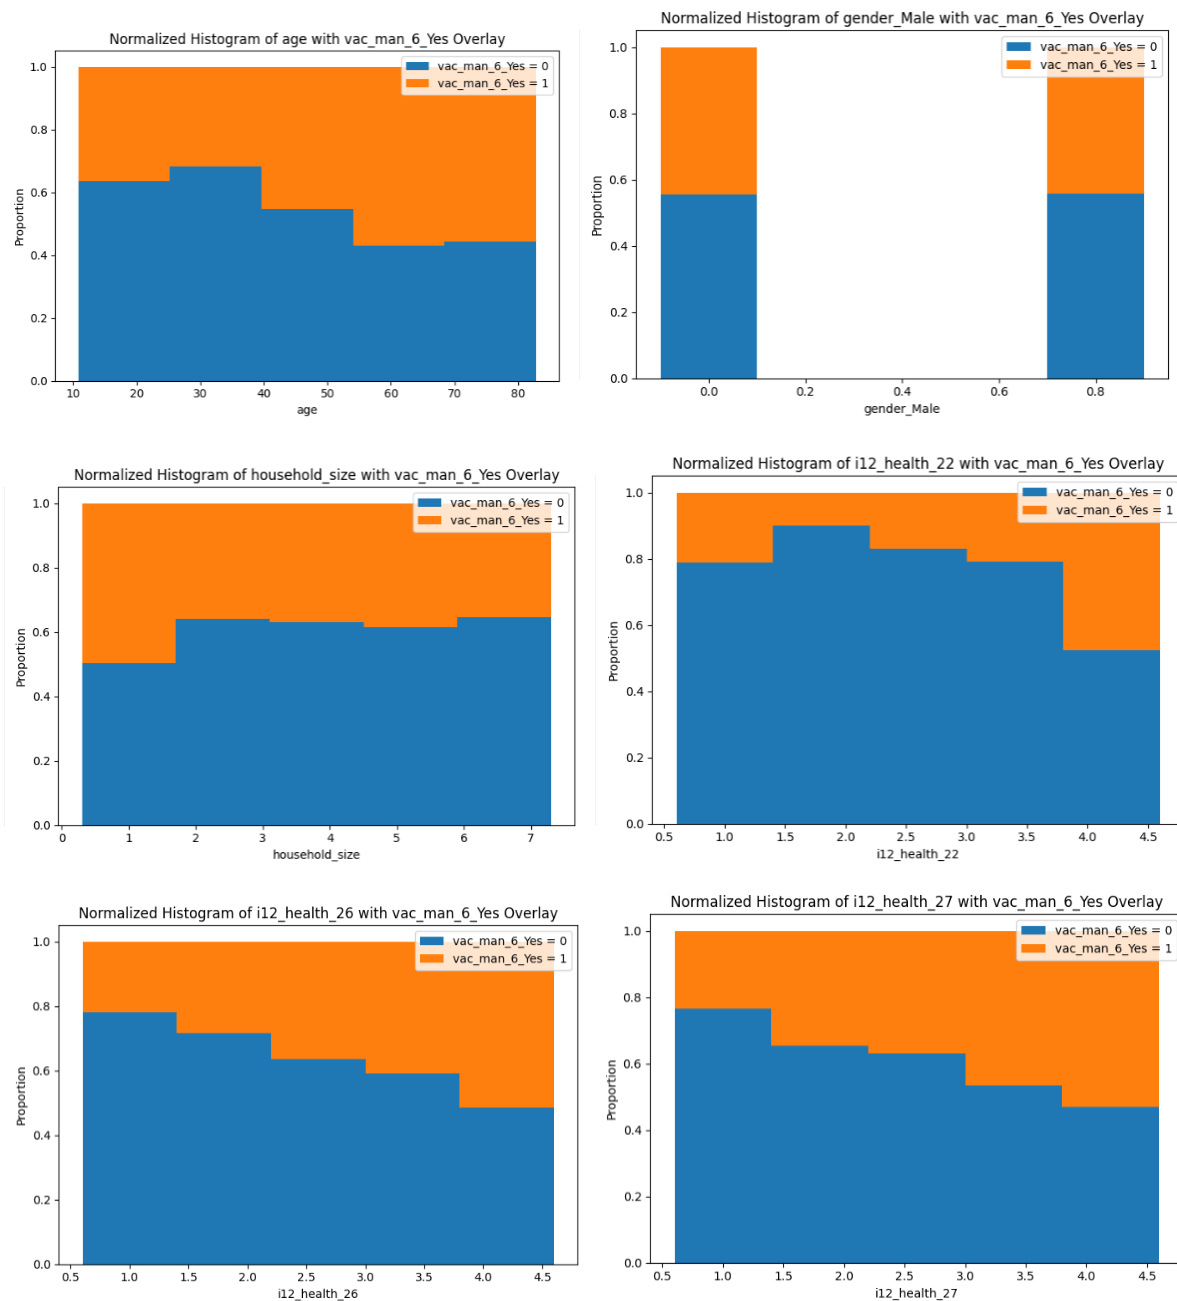 Normalized Histogram of age with vac_man_6_Yes Overlay
vac_man_6_Yes = 0
vac_man_6_Yes = 1
1.0
0.8
0.6
0.4
0.2
0.0
Proportion
10 20 30 40 50 60 70 80
age
Normalized Histogram of gender_Male with vac_man_6_Yes Overlay
vac_man_6_Yes = 0
vac_man_6_Yes = 1
1.0
0.8
0.6
0.4
0.2
0.0
Proportion
0.0 0.2 0.4 0.6 0.8
gender_Male
Normalized Histogram of household_size with vac_man_6_Yes Overlay
vac_man_6_Yes = 0
vac_man_6_Yes = 1
1.0
0.8
0.6
0.4
0.2
0.0
Proportion
0 1 2 3 4 5 6 7
household_size
Normalized Histogram of i12_health_22 with vac_man_6_Yes Overlay
vac_man_6_Yes = 0
vac_man_6_Yes = 1
1.0
0.8
0.6
0.4
0.2
0.0
Proportion
0.5 1.0 1.5 2.0 2.5 3.0 3.5 4.0 4.5
i12_health_22
Normalized Histogram of i12_health_26 with vac_man_6_Yes Overlay
vac_man_6_Yes = 0
vac_man_6_Yes = 1
1.0
0.8
0.6
0.4
0.2
0.0
Proportion
0.5 1.0 1.5 2.0 2.5 3.0 3.5 4.0 4.5
i12_health_26
Normalized Histogram of i12_health_27 with vac_man_6_Yes Overlay
vac_man_6_Yes = 0
vac_man_6_Yes = 1
1.0
0.8
0.6
0.4
0.2
0.0
Proportion
0.5 1.0 1.5 2.0 2.5 3.0 3.5 4.0 4.5
i12_health_27